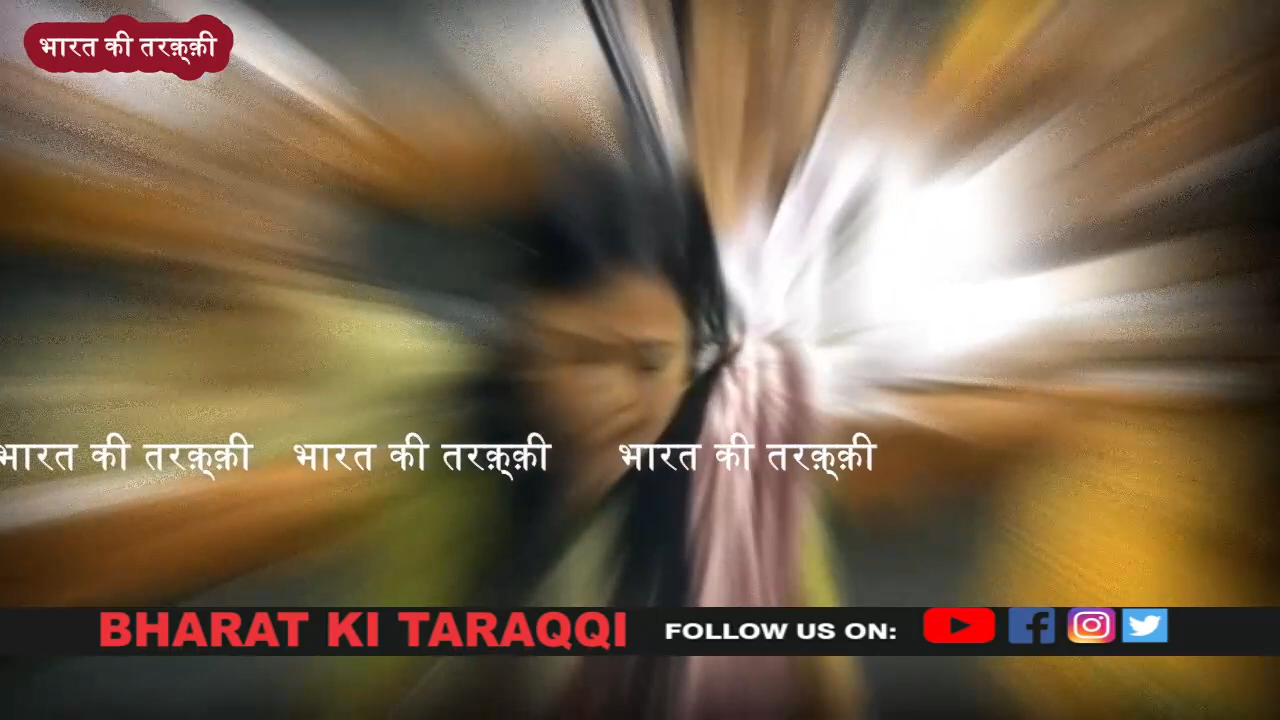 भारत की तरक़्क़ी
भारत की तरक़्क़ी भारत की तरक़्क़ी भारत की तरक़्क़ी
BHARAT KI TARAQQI FOLLOW US ON: